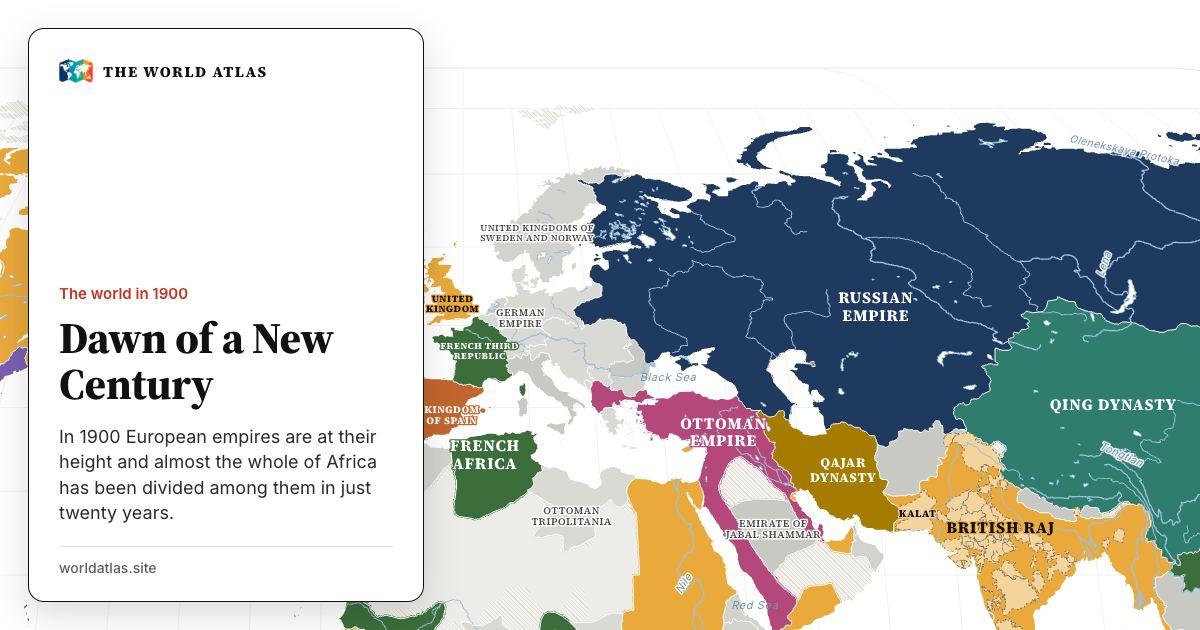 THE WORLD ATLAS
The world in 1900
Dawn of a New
Century
In 1900 European empires are at their
height and almost the whole of Africa
has been divided among them in just
twenty years.
worldatlas.site
Olenekskaya Protoka
UNITED KINGDOMS OF
SWEDEN AND NORWAY
Lena
UNITED
KINGDOM
RUSSIAN
EMPIRE
GERMAN
EMPIRE
FRENCH THIRD
REPUBLIC
Black Sea
KINGDOM
OF SPAIN
QING DYNASTY
OTTOMAN
EMPIRE
FRENCH
AFRICA
Tongtian
QAJAR
DYNASTY
OTTOMAN
TRIPOLITANIA
KALAT
EMIRATE OF
JABAL SHAMMAR
BRITISH RAJ
Nile
Red Sea